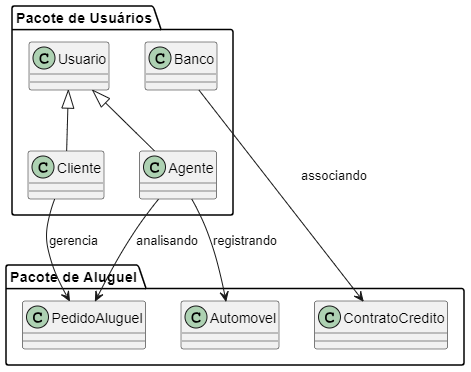 Pacote de Usuários
C Usuario
C Banco
C Cliente
C Agente
associando
gerencia
analisando
registrando
Pacote de Aluguel
C PedidoAluguel
C Automovel
C ContratoCredito